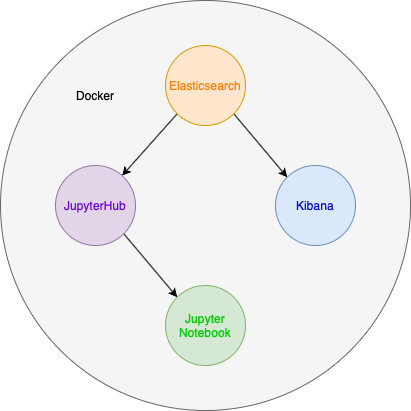 Elasticsearch
Docker
JupyterHub
Kibana
Jupyter
Notebook